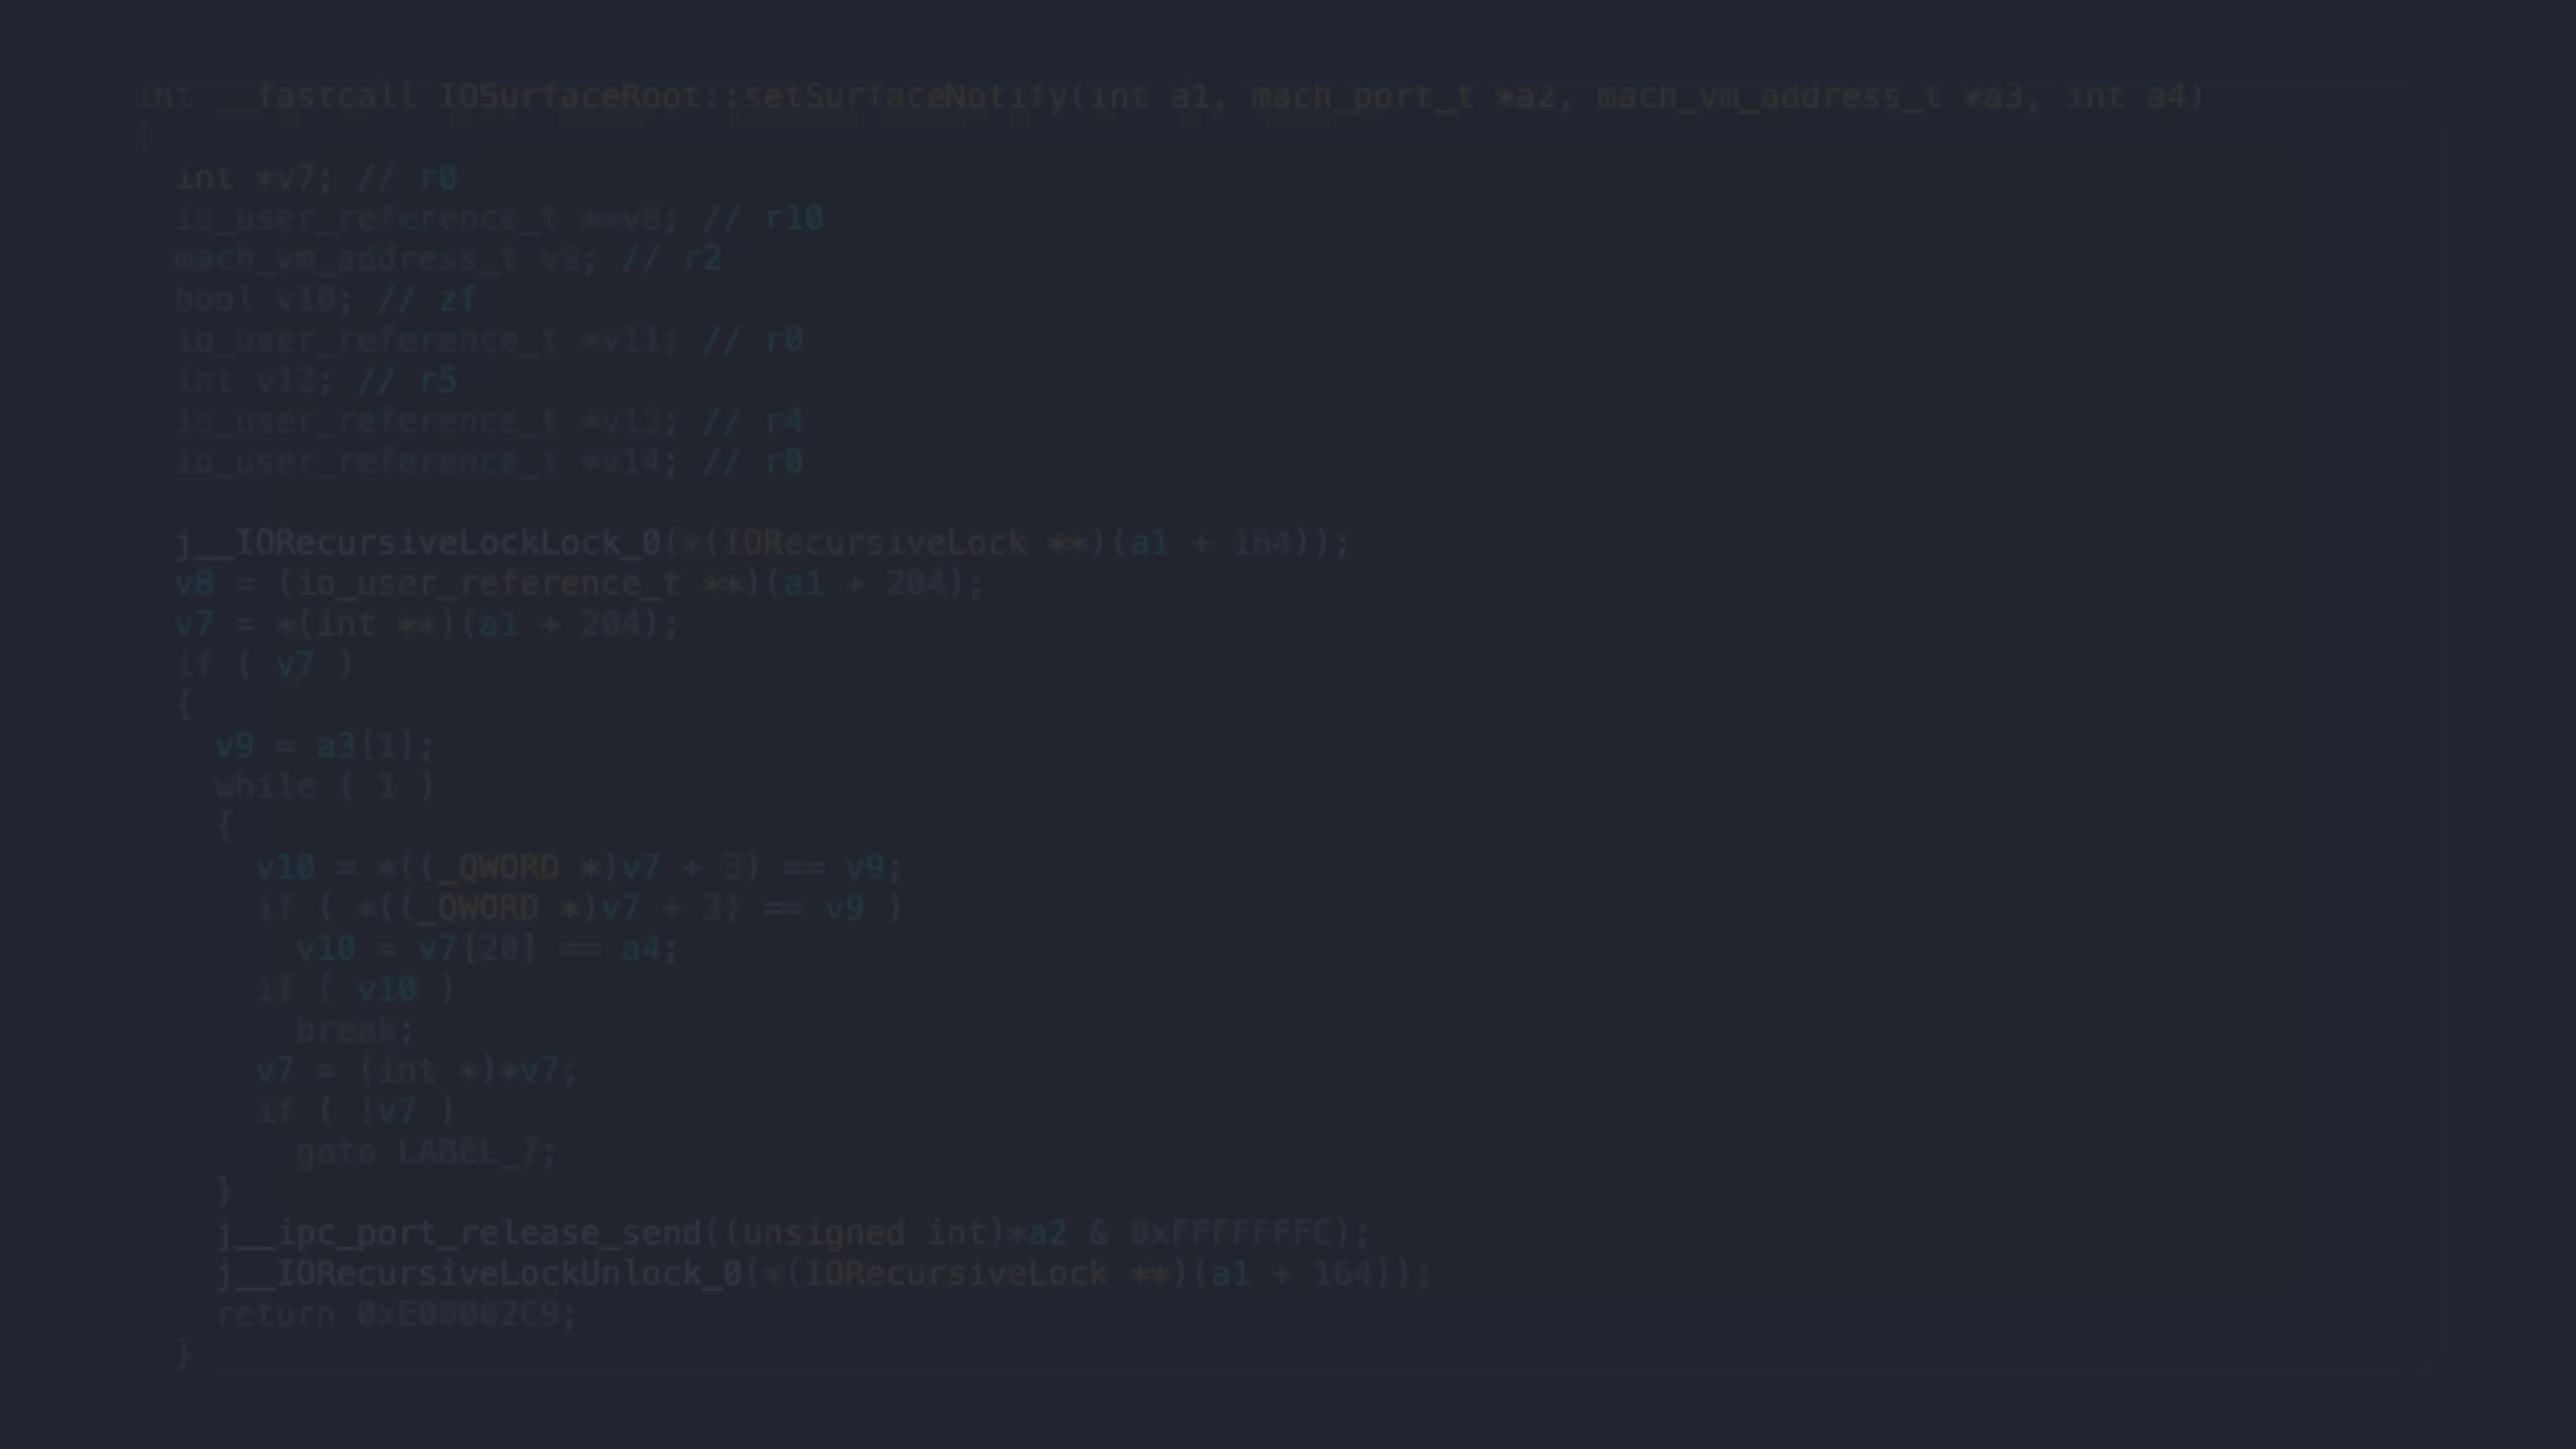 int __fastcall IOSurfaceRoot::setSurfaceNotify(int a1, mach_port_t *a2, mach_vm_address_t *a3, int a4)
{
  int *v7; // r0
  io_user_reference_t **v8; // r10
  mach_vm_address_t v9; // r2
  bool v10; // zf
  io_user_reference_t *v11; // r0
  int v12; // r5
  io_user_reference_t *v13; // r4
  io_user_reference_t *v14; // r0
  j__IORecursiveLockLock_0(*(IORecursiveLock **)(a1 + 164));
  v8 = (io_user_reference_t **)(a1 + 204);
  v7 = *(int **)(a1 + 204);
  if ( v7 )
  {
    v9 = a3[1];
    while ( 1 )
    {
      v10 = *((_QWORD *)v7 + 3) == v9;
      if ( *((_QWORD *)v7 + 3) == v9 )
        v10 = v7[20] == a4;
      if ( v10 )
        break;
      v7 = (int *)*v7;
      if ( !v7 )
        goto LABEL_7;
    }
    j__ipc_port_release_send((unsigned int)*a2 & 0xFFFFFFFC);
    j__IORecursiveLockUnlock_0(*(IORecursiveLock **)(a1 + 164));
    return 0xE00002C9;
  }